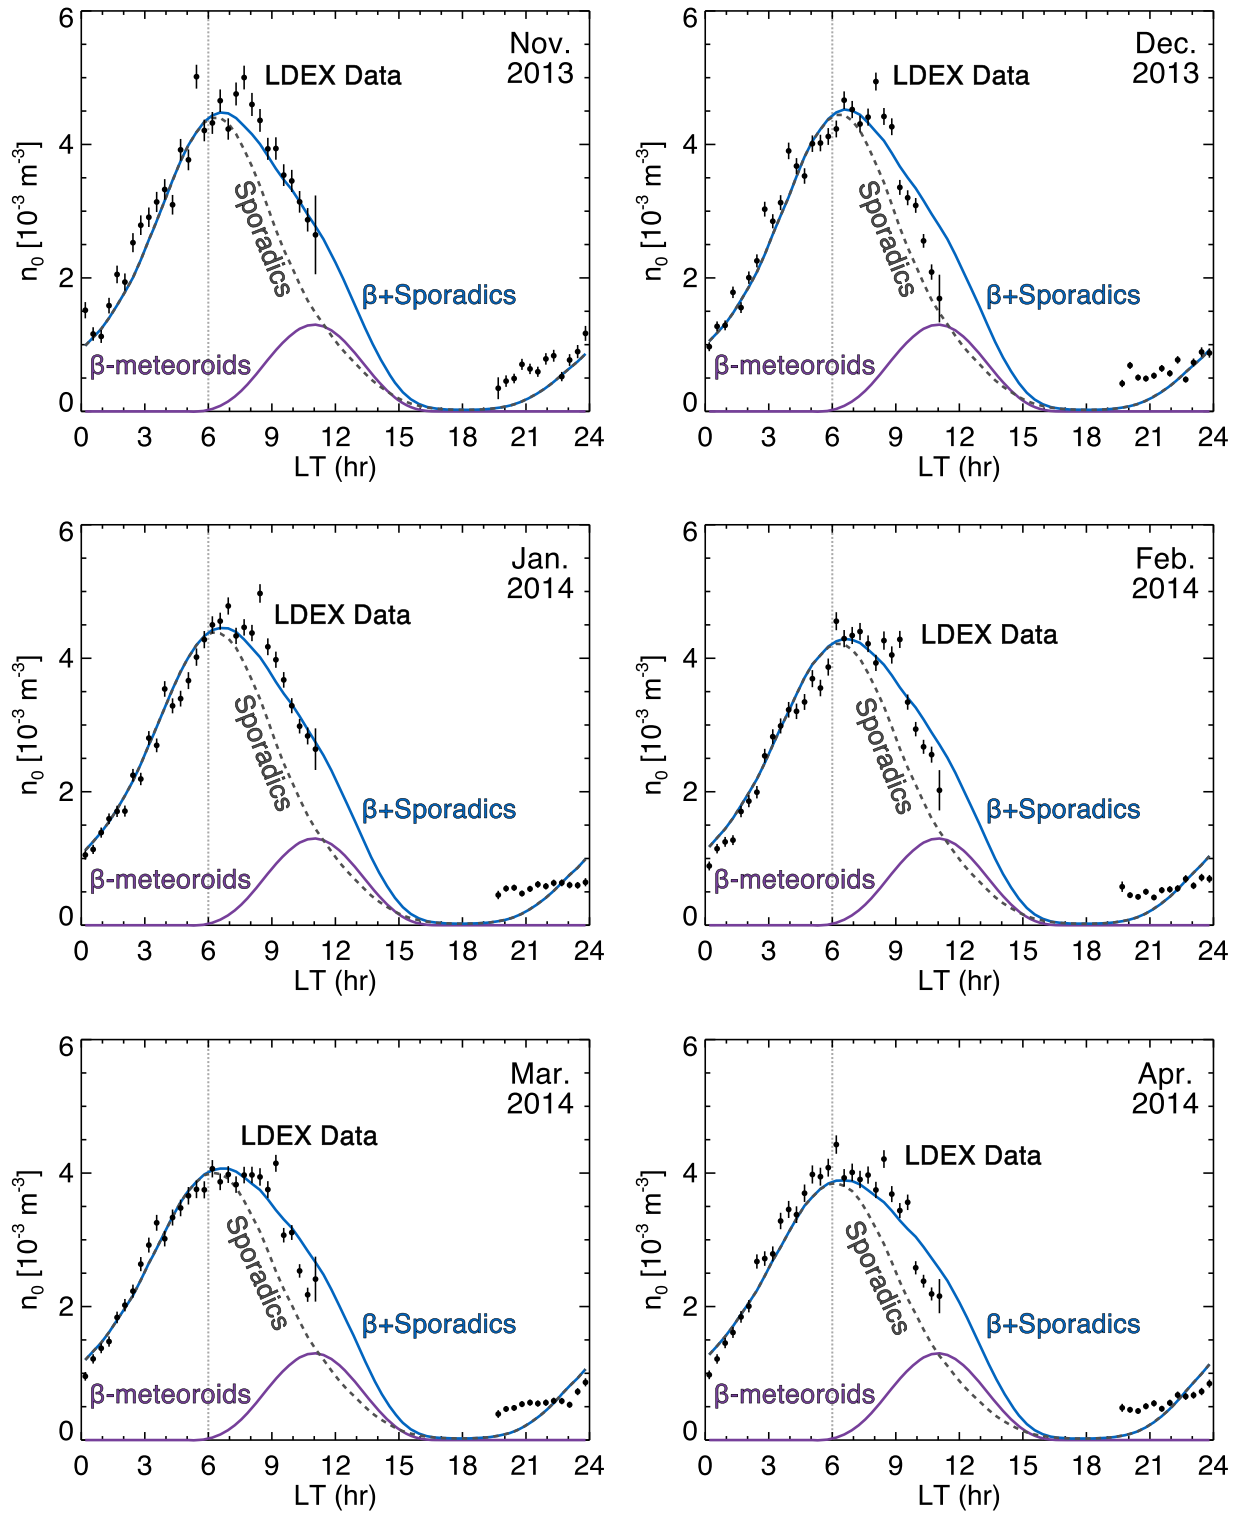 6
Nov.
2013
LDEX Data
4
n₀ [10⁻³ m⁻³]
Sporadics
2
β+Sporadics
β-meteoroids
0
0 3 6 9 12 15 18 21 24
LT (hr)
6
Dec.
2013
LDEX Data
4
n₀ [10⁻³ m⁻³]
Sporadics
2
β+Sporadics
β-meteoroids
0
0 3 6 9 12 15 18 21 24
LT (hr)
6
Jan.
2014
LDEX Data
4
n₀ [10⁻³ m⁻³]
Sporadics
2
β+Sporadics
β-meteoroids
0
0 3 6 9 12 15 18 21 24
LT (hr)
6
Feb.
2014
LDEX Data
4
n₀ [10⁻³ m⁻³]
Sporadics
2
β+Sporadics
β-meteoroids
0
0 3 6 9 12 15 18 21 24
LT (hr)
6
Mar.
2014
LDEX Data
4
n₀ [10⁻³ m⁻³]
Sporadics
2
β+Sporadics
β-meteoroids
0
0 3 6 9 12 15 18 21 24
LT (hr)
6
Apr.
2014
LDEX Data
4
n₀ [10⁻³ m⁻³]
Sporadics
2
β+Sporadics
β-meteoroids
0
0 3 6 9 12 15 18 21 24
LT (hr)